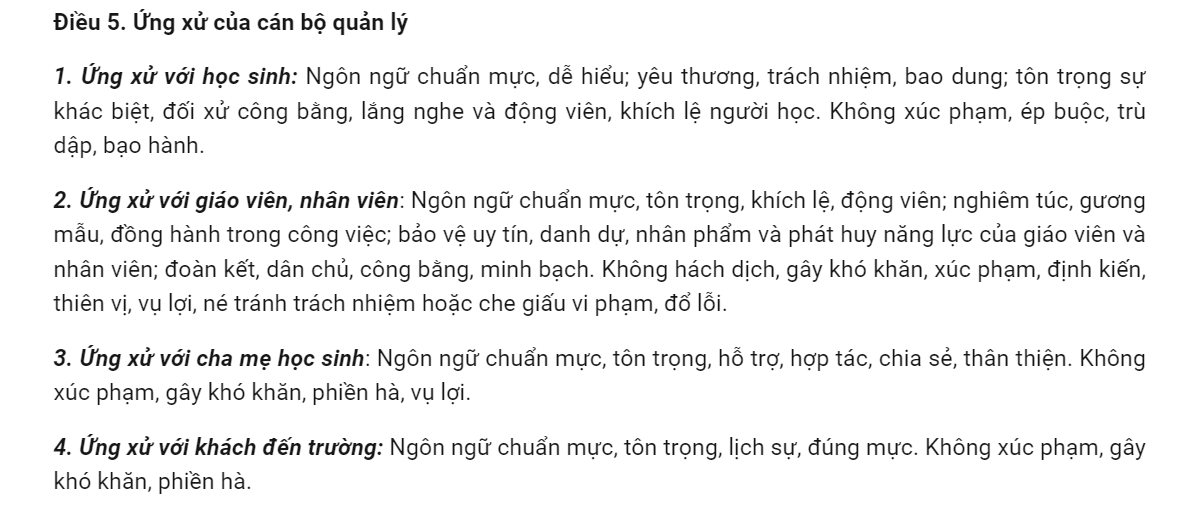 Điều 5. Ứng xử của cán bộ quản lý
1. Ứng xử với học sinh: Ngôn ngữ chuẩn mực, dễ hiểu; yêu thương, trách nhiệm, bao dung; tôn trọng sự
khác biệt, đối xử công bằng, lắng nghe và động viên, khích lệ người học. Không xúc phạm, ép buộc, trù
dập, bạo hành.
2. Ứng xử với giáo viên, nhân viên: Ngôn ngữ chuẩn mực, tôn trọng, khích lệ, động viên; nghiêm túc, gương
mẫu, đồng hành trong công việc; bảo vệ uy tín, danh dự, nhân phẩm và phát huy năng lực của giáo viên và
nhân viên; đoàn kết, dân chủ, công bằng, minh bạch. Không hách dịch, gây khó khăn, xúc phạm, định kiến,
thiên vị, vụ lợi, né tránh trách nhiệm hoặc che giấu vi phạm, đổ lỗi.
3. Ứng xử với cha mẹ học sinh: Ngôn ngữ chuẩn mực, tôn trọng, hỗ trợ, hợp tác, chia sẻ, thân thiện. Không
xúc phạm, gây khó khăn, phiền hà, vụ lợi.
4. Ứng xử với khách đến trường: Ngôn ngữ chuẩn mực, tôn trọng, lịch sự, đúng mực. Không xúc phạm, gây
khó khăn, phiền hà.